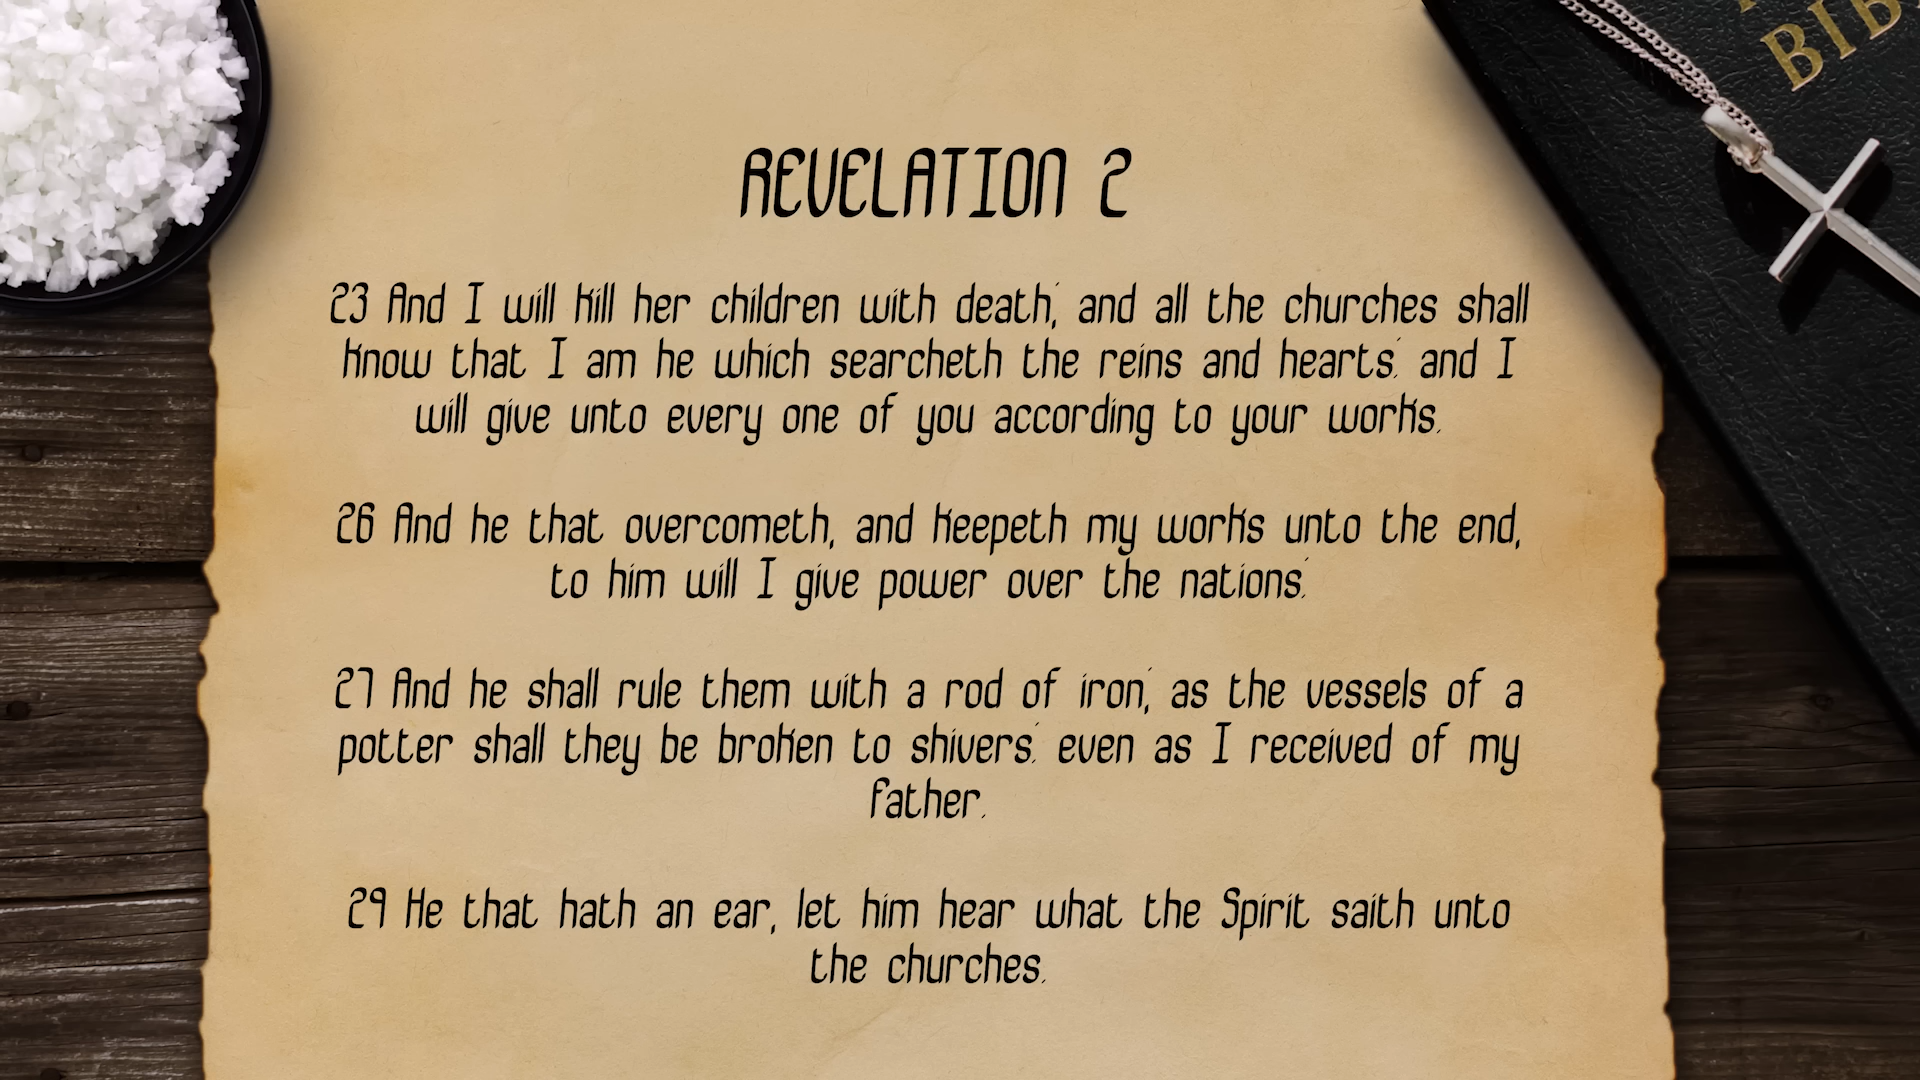 BIB
REVELATION 2
23 And I will kill her children with death; and all the churches shall
know that I am he which searcheth the reins and hearts: and I
will give unto every one of you according to your works.
26 And he that overcometh, and keepeth my works unto the end,
to him will I give power over the nations:
27 And he shall rule them with a rod of iron; as the vessels of a
potter shall they be broken to shivers: even as I received of my
father.
29 He that hath an ear, let him hear what the Spirit saith unto
the churches.